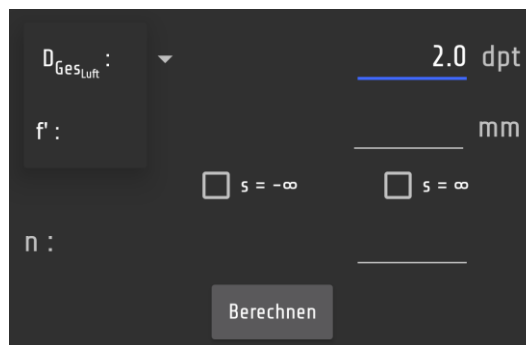 D_Ges_Luft : 2.0 dpt
f' : mm
s = -∞ s = ∞
n :
Berechnen